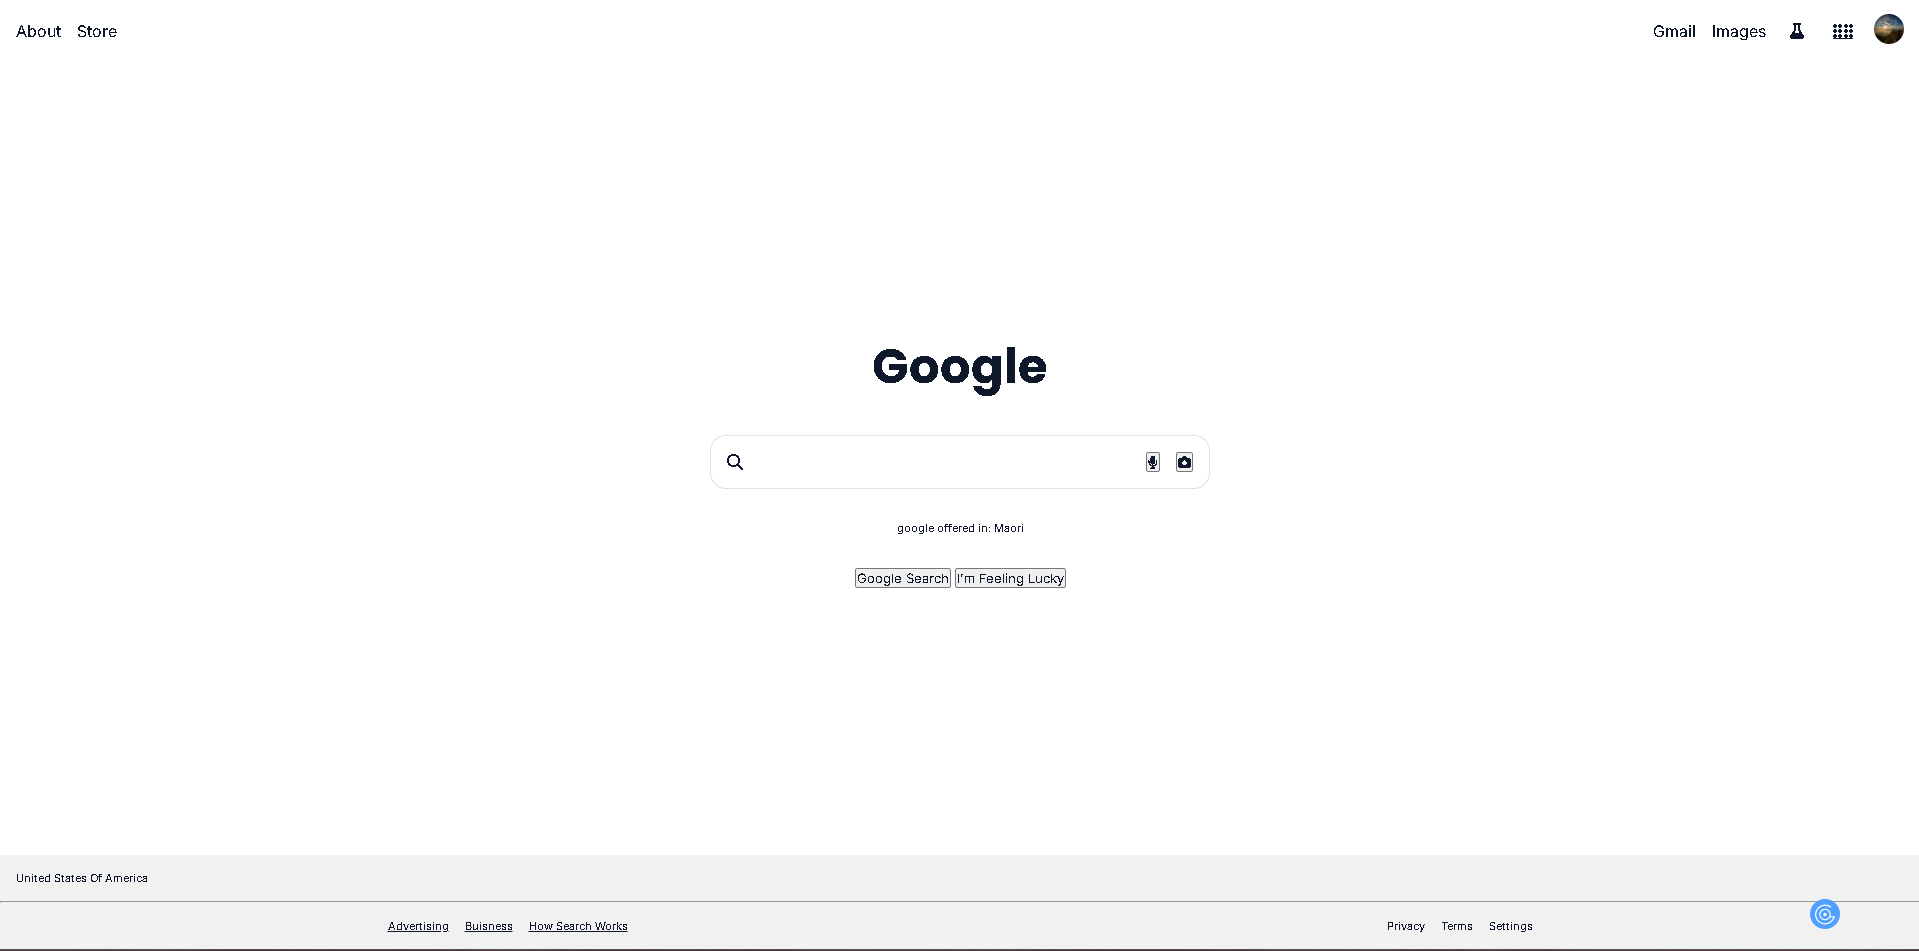 About Store Gmail Images
Google
google offered in: Maori
Google Search I'm Feeling Lucky
United States Of America
Advertising Buisness How Search Works Privacy Terms Settings